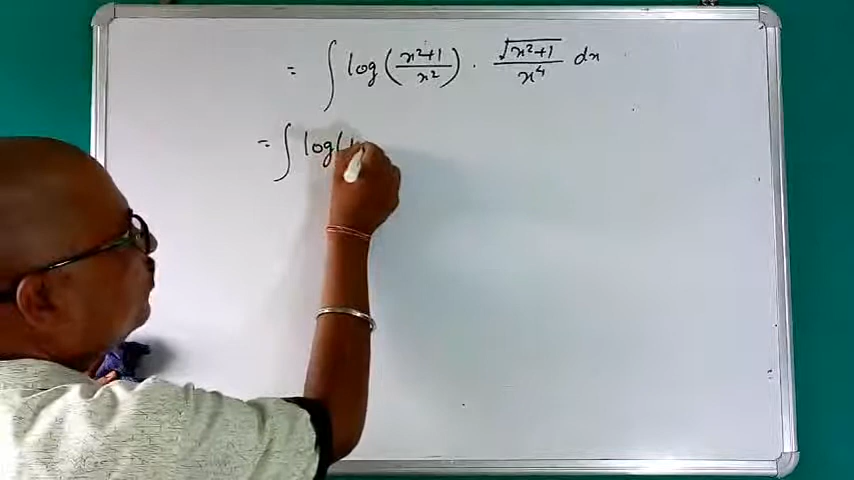 = ∫ log((x²+1)/x²) · √(x²+1)/x⁴ dx
= ∫ log(1